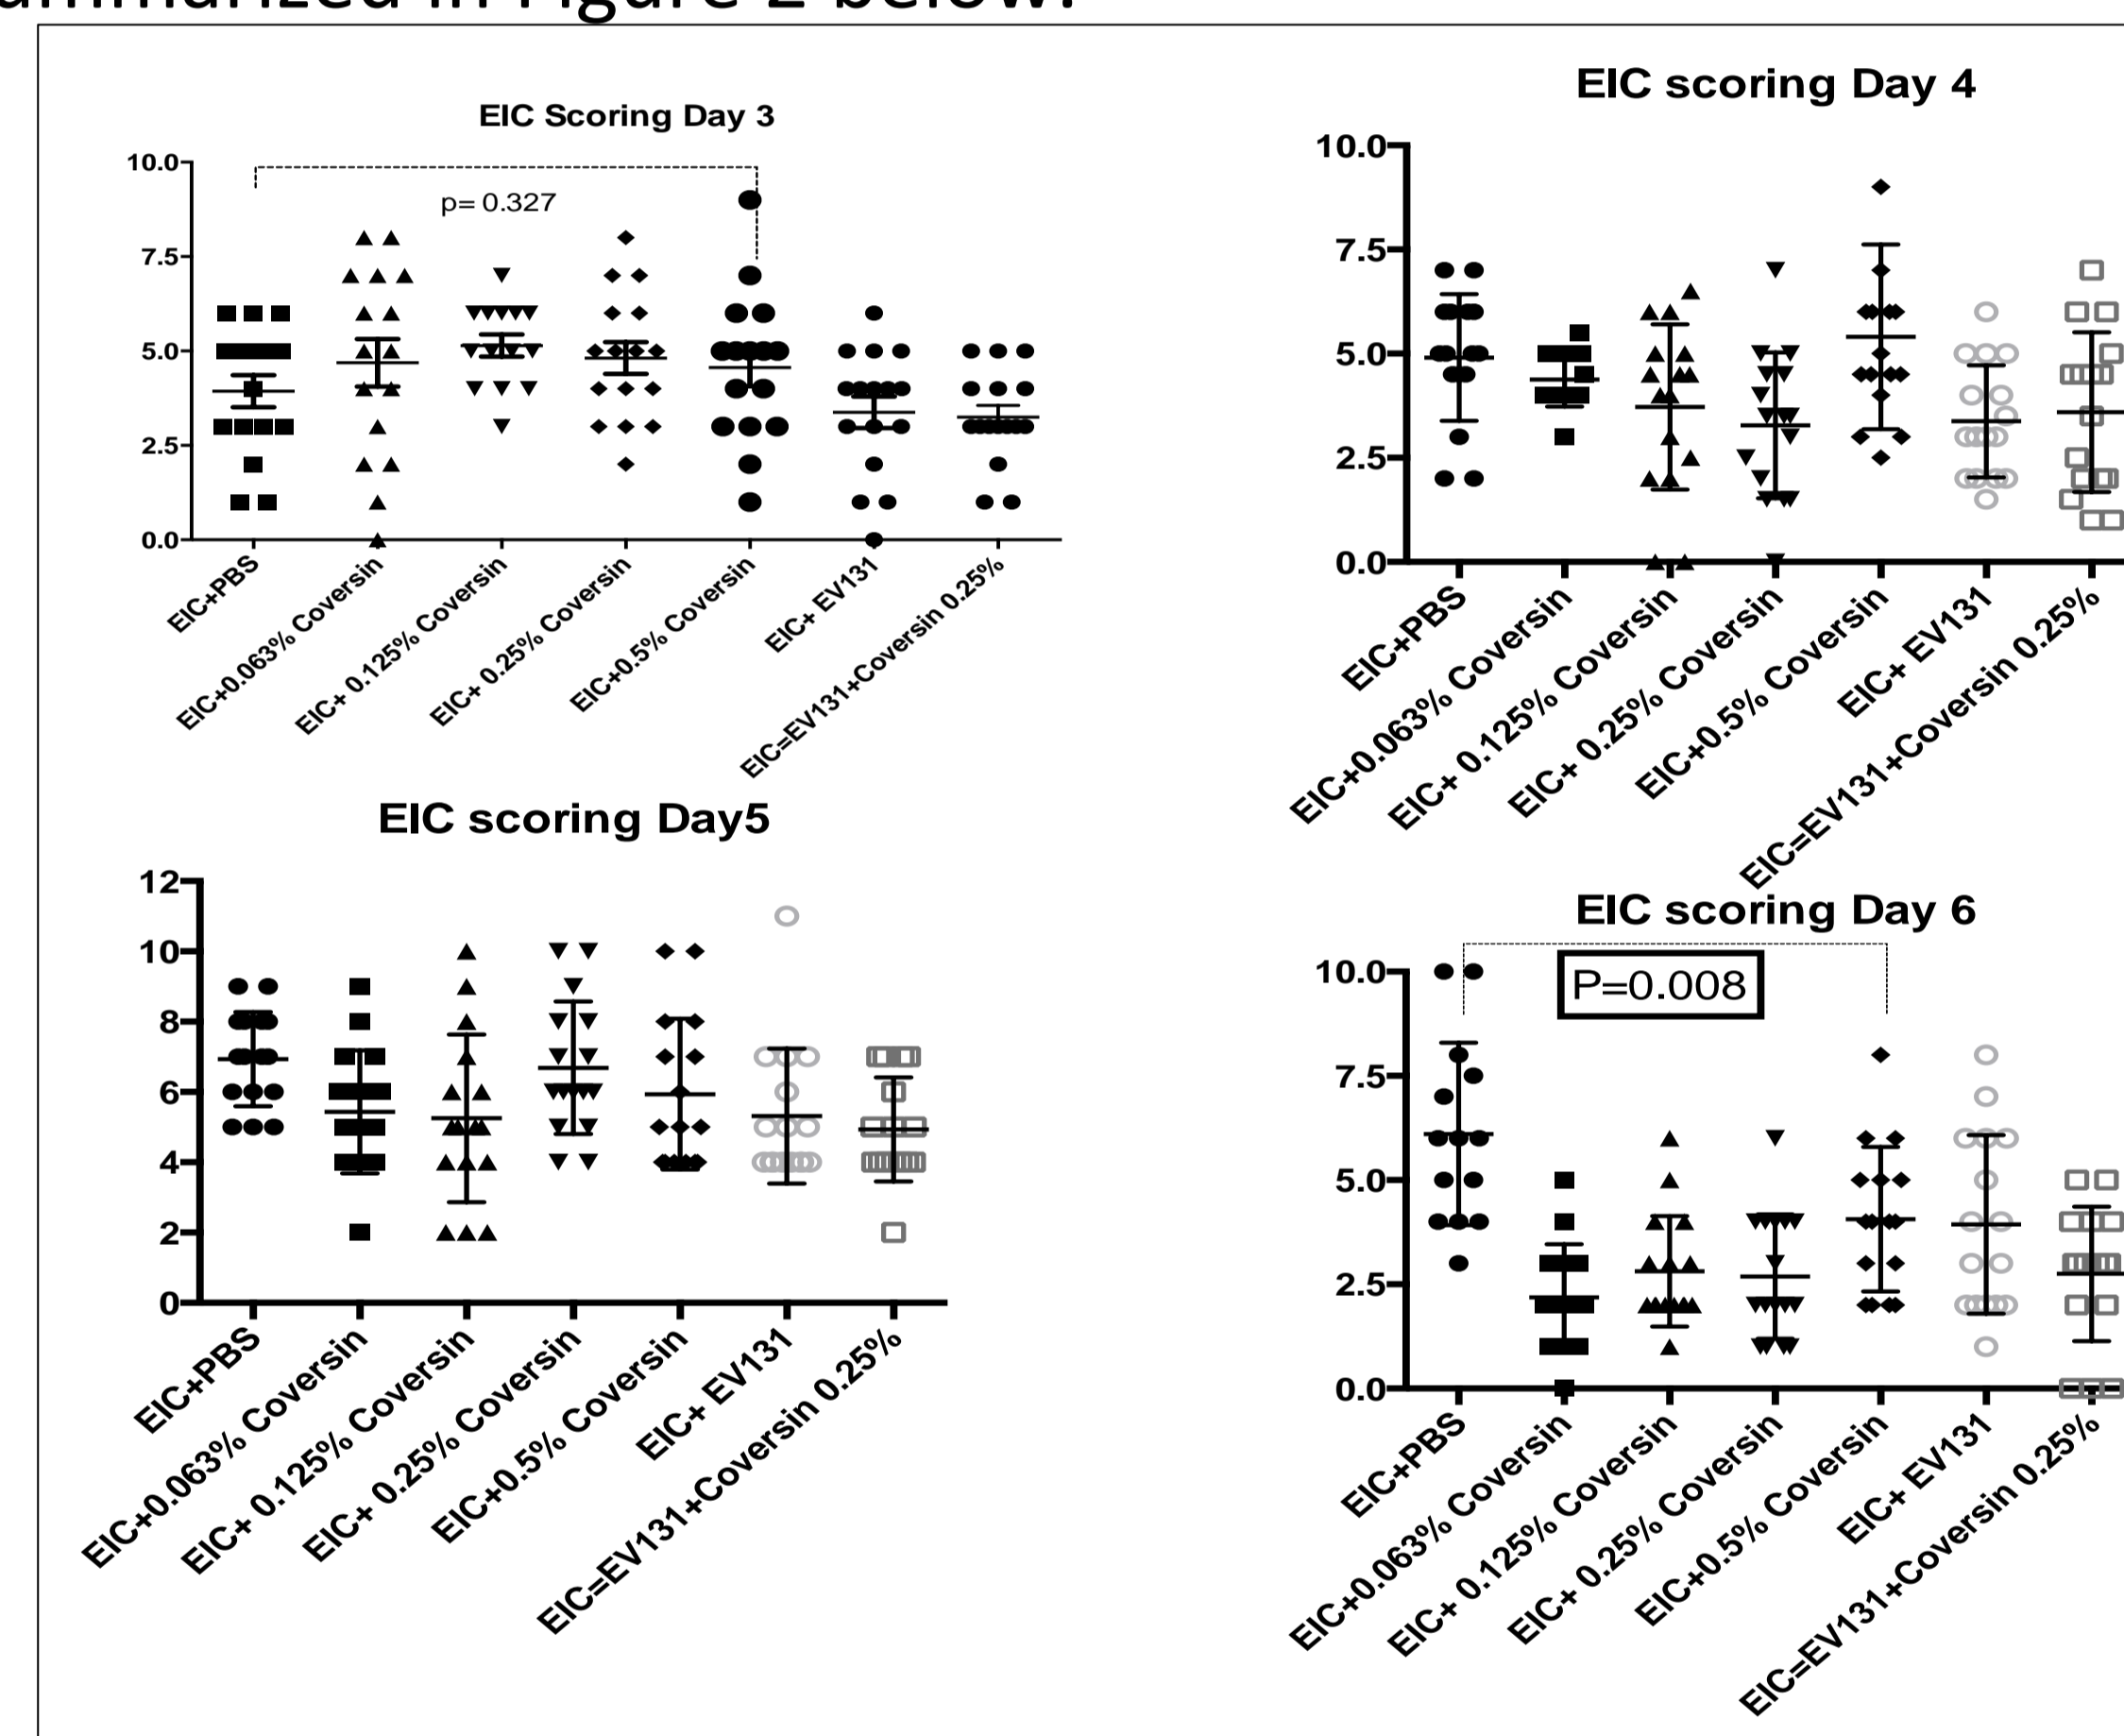 in Figure 2 below.
EIC Scoring Day 3
10.0
7.5
5.0
2.5
0.0
p= 0.327
EIC+PBS
EIC+0.063% Coversin
EIC+ 0.125% Coversin
EIC+ 0.25% Coversin
EIC+0.5% Coversin
EIC+ EV131
EIC=EV131+Coversin 0.25%
EIC scoring Day 4
10.0
7.5
5.0
2.5
0.0
EIC+PBS
EIC+0.063% Coversin
EIC+ 0.125% Coversin
EIC+ 0.25% Coversin
EIC+0.5% Coversin
EIC+ EV131
EIC=EV131+Coversin 0.25%
EIC scoring Day5
12
10
8
6
4
2
0
EIC+PBS
EIC+0.063% Coversin
EIC+ 0.125% Coversin
EIC+ 0.25% Coversin
EIC+0.5% Coversin
EIC+ EV131
EIC=EV131+Coversin 0.25%
EIC scoring Day 6
P=0.008
10.0
7.5
5.0
2.5
0.0
EIC+PBS
EIC+0.063% Coversin
EIC+ 0.125% Coversin
EIC+ 0.25% Coversin
EIC+0.5% Coversin
EIC+ EV131
EIC=EV131+Coversin 0.25%